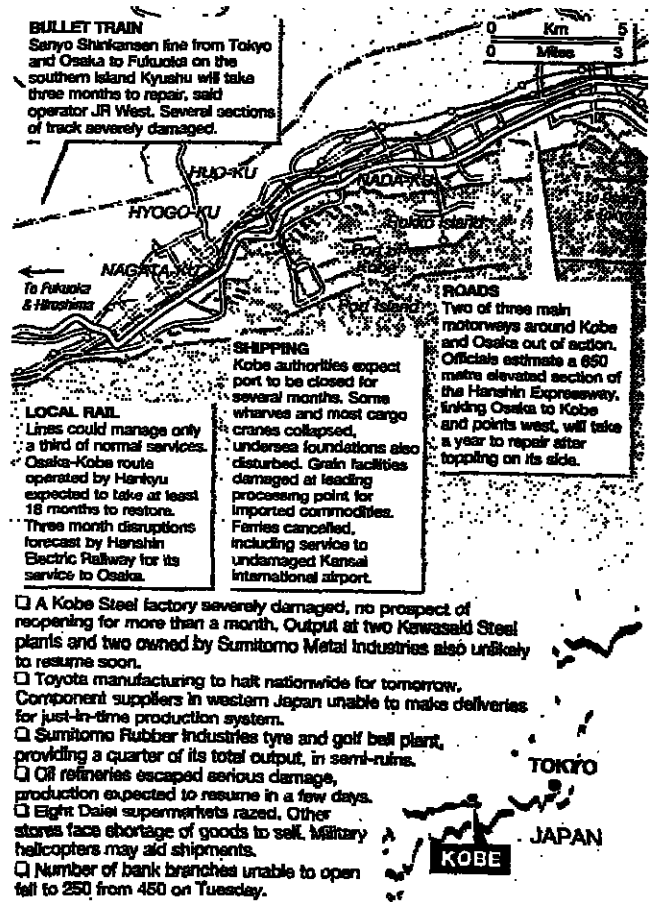 BULLET TRAIN
Sanyo Shinkansen line from Tokyo
and Osaka to Fukuoka on the
southern island Kyushu will take
three months to repair, said
operator JR West. Several sections
of track severely damaged.
0 Km 5
0 Miles 3
HUO-KU
NADA-KU
HYOGO-KU
Rokko Island
NAGATA-KU
Kobe
Port Island
To Fukuoka
& Hiroshima
ROADS
Two of three main
motorways around Kobe
and Osaka out of action.
Officials estimate a 650
metre elevated section of
the Hanshin Expressway,
linking Osaka to Kobe
and points west, will take
a year to repair after
toppling on its side.
SHIPPING
Kobe authorities expect
port to be closed for
several months. Some
wharves and most cargo
cranes collapsed,
undersea foundations also
disturbed. Grain facilities
damaged at leading
processing point for
imported commodities.
Ferries cancelled,
including service to
undamaged Kansai
international airport.
LOCAL RAIL
Lines could manage only
a third of normal services.
Osaka-Kobe route
operated by Hankyu
expected to take at least
18 months to restore.
Three month disruptions
forecast by Hanshin
Electric Railway for its
service to Osaka.
❑ A Kobe Steel factory severely damaged, no prospect of
reopening for more than a month. Output at two Kawasaki Steel
plants and two owned by Sumitomo Metal Industries also unlikely
to resume soon.
❑ Toyota manufacturing to halt nationwide for tomorrow.
Component suppliers in western Japan unable to make deliveries
for just-in-time production system.
❑ Sumitomo Rubber Industries tyre and golf ball plant,
providing a quarter of its total output, in semi-ruins.
❑ Oil refineries escaped serious damage,
production expected to resume in a few days.
❑ Eight Daiei supermarkets razed. Other
stores face shortage of goods to sell. Military
helicopters may aid shipments.
❑ Number of bank branches unable to open
fell to 250 from 450 on Tuesday.
TOKYO
JAPAN
KOBE